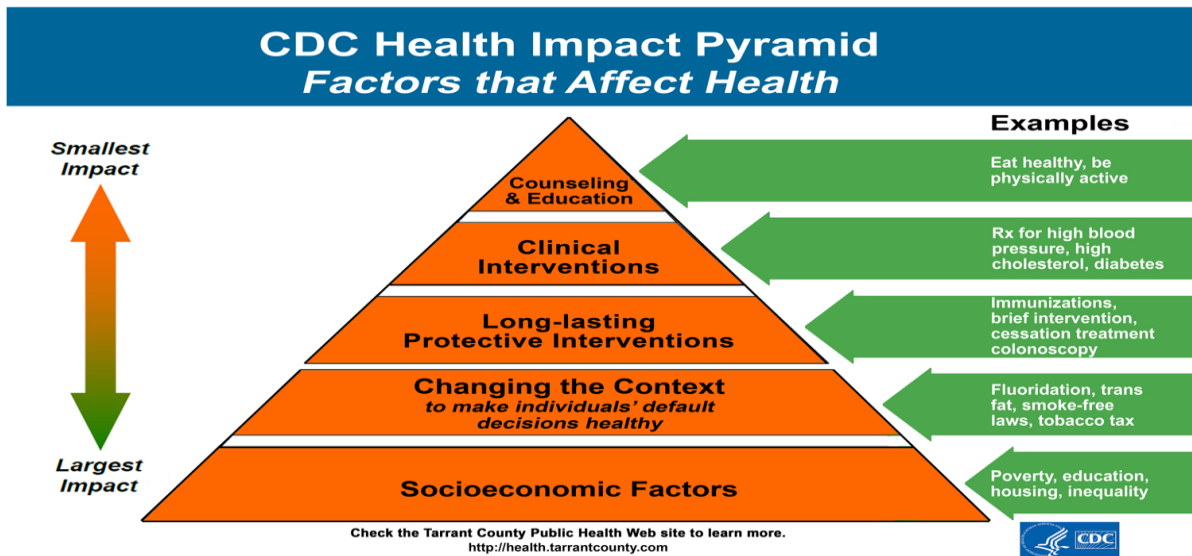 CDC Health Impact Pyramid
Factors that Affect Health
Smallest
Impact
Largest
Impact
Counseling
& Education
Clinical
Interventions
Long-lasting
Protective Interventions
Changing the Context
to make individuals’ default
decisions healthy
Socioeconomic Factors
Examples
Eat healthy, be
physically active
Rx for high blood
pressure, high
cholesterol, diabetes
Immunizations,
brief intervention,
cessation treatment
colonoscopy
Fluoridation, trans
fat, smoke-free
laws, tobacco tax
Poverty, education,
housing, inequality
Check the Tarrant County Public Health Web site to learn more.
http://health.tarrantcounty.com
CDC